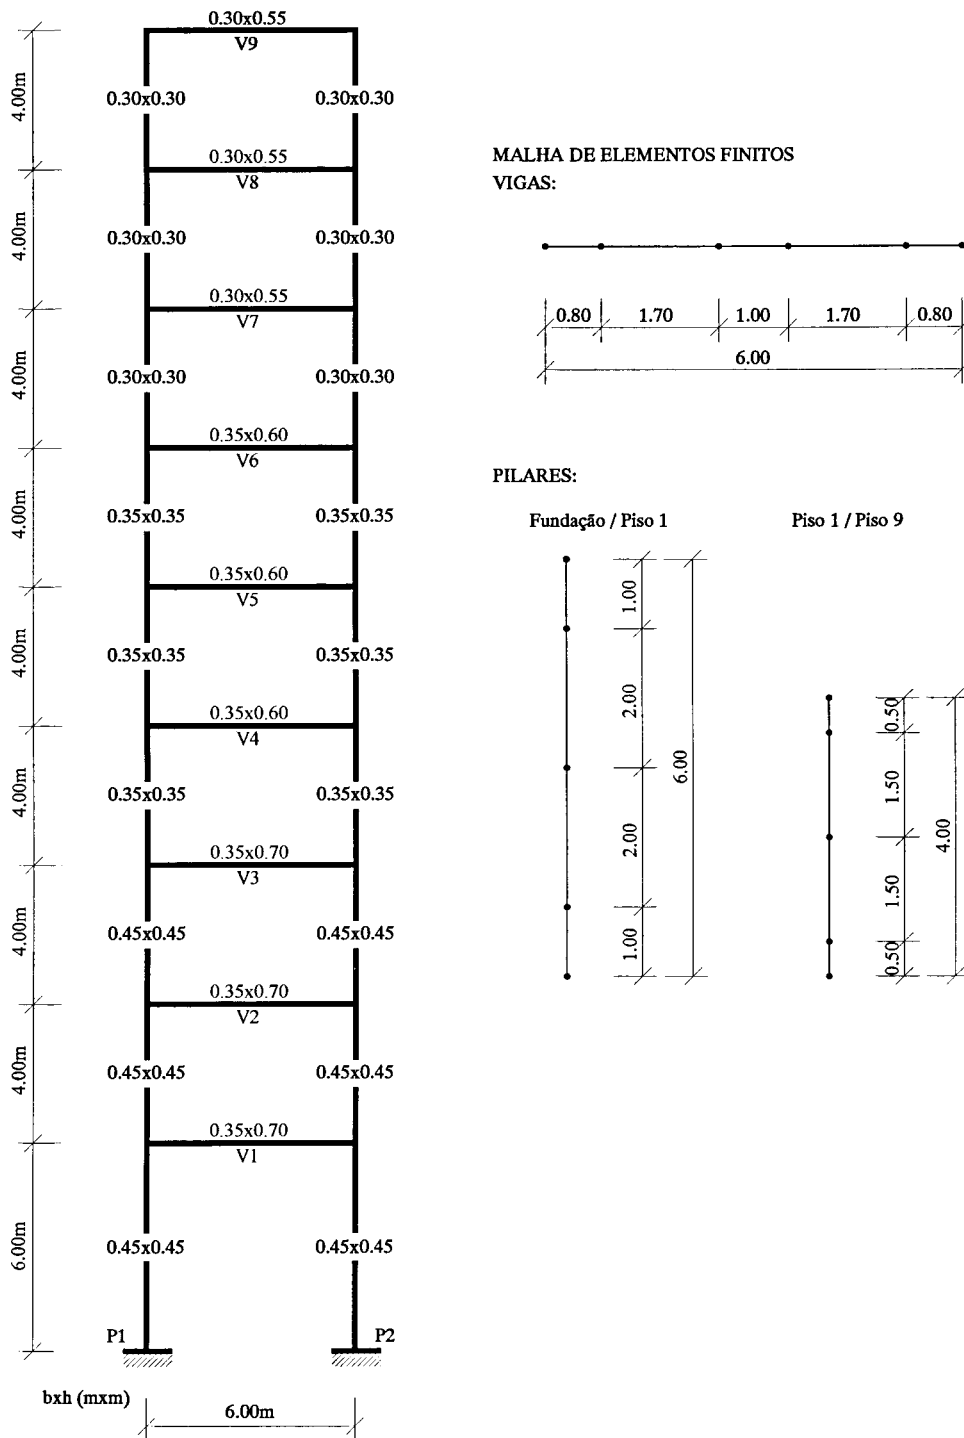 0.30x0.55
V9
4.00m
0.30x0.30
0.30x0.30
0.30x0.55
V8
4.00m
0.30x0.30
0.30x0.30
0.30x0.55
V7
4.00m
0.30x0.30
0.30x0.30
0.35x0.60
V6
4.00m
0.35x0.35
0.35x0.35
0.35x0.60
V5
4.00m
0.35x0.35
0.35x0.35
0.35x0.60
V4
4.00m
0.35x0.35
0.35x0.35
0.35x0.70
V3
4.00m
0.45x0.45
0.45x0.45
0.35x0.70
V2
4.00m
0.45x0.45
0.45x0.45
0.35x0.70
V1
6.00m
0.45x0.45
0.45x0.45
P1
P2
bxh (mxm)
6.00m
MALHA DE ELEMENTOS FINITOS
VIGAS:
0.80
1.70
1.00
1.70
0.80
6.00
PILARES:
Fundação / Piso 1
1.00
2.00
2.00
1.00
6.00
Piso 1 / Piso 9
0.50
1.50
1.50
0.50
4.00